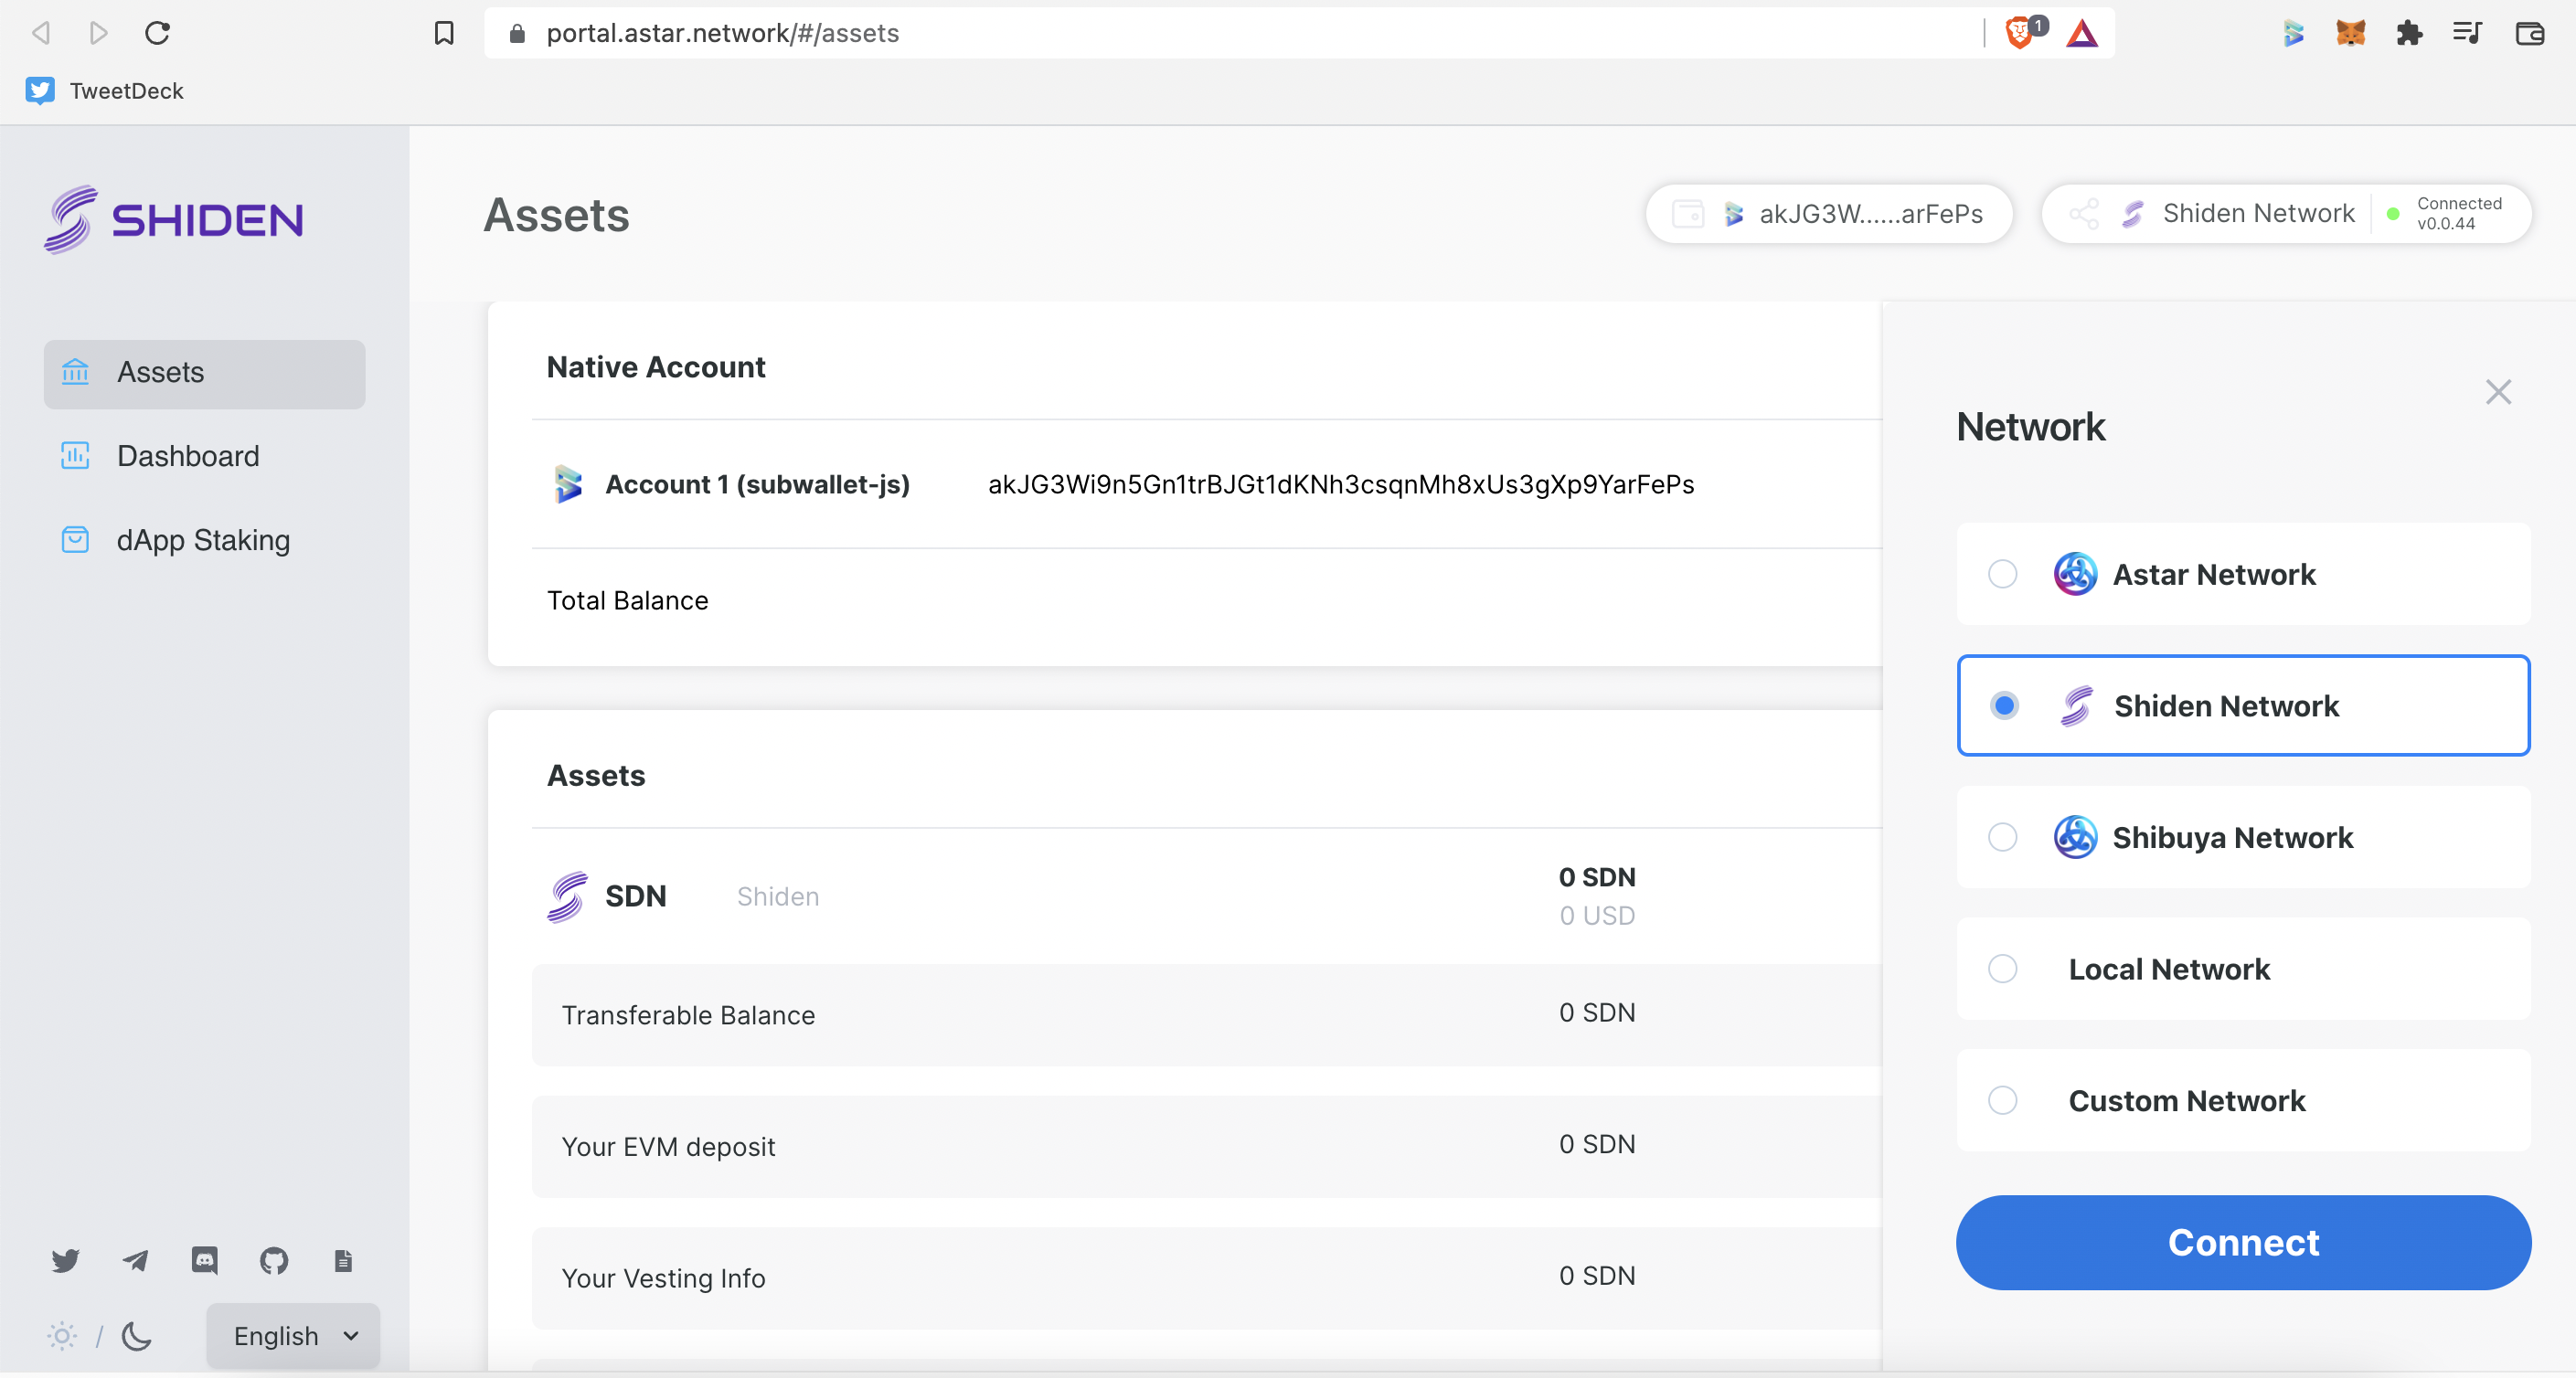 portal.astar.network/#/assets
1
TweetDeck
SHIDEN
Assets
Dashboard
dApp Staking
English
/
Assets
akJG3W......arFePs
Shiden Network
Connected
v0.0.44
Native Account
Account 1 (subwallet-js)
akJG3Wi9n5Gn1trBJGt1dKNh3csqnMh8xUs3gXp9YarFePs
Total Balance
Assets
SDN
Shiden
0 SDN
0 USD
Transferable Balance
0 SDN
Your EVM deposit
0 SDN
Your Vesting Info
0 SDN
Network
Astar Network
Shiden Network
Shibuya Network
Local Network
Custom Network
Connect